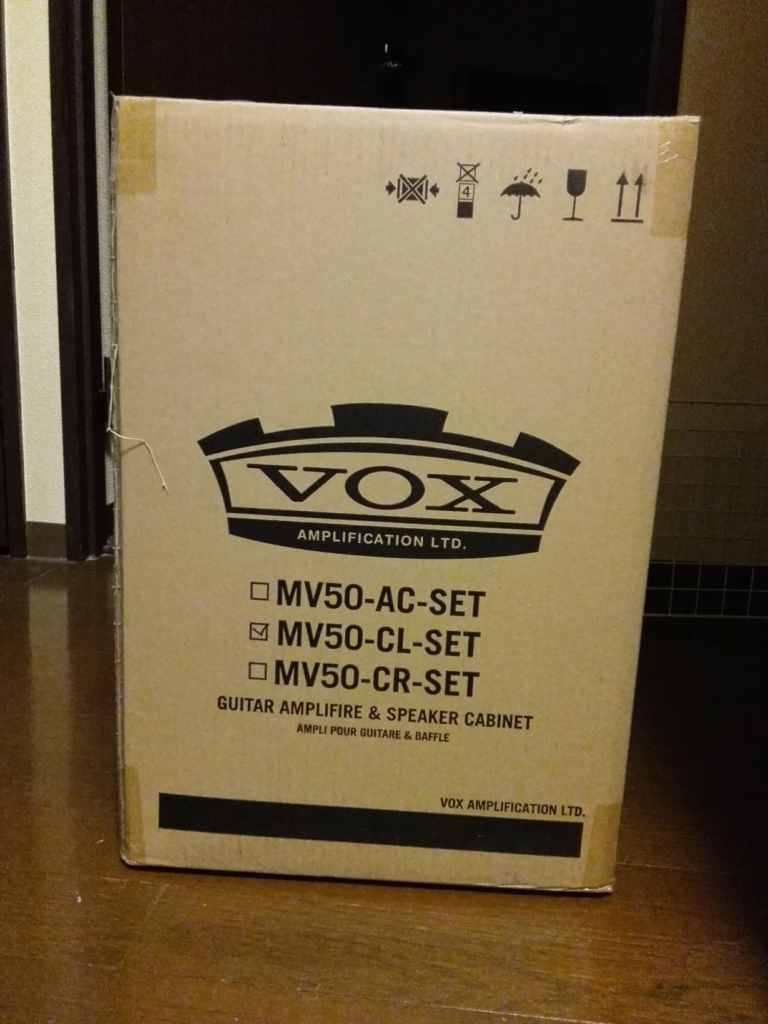 4
VOX
AMPLIFICATION LTD.
MV50-AC-SET
MV50-CL-SET
MV50-CR-SET
GUITAR AMPLIFIRE & SPEAKER CABINET
AMPLI POUR GUITARE & BAFFLE
VOX AMPLIFICATION LTD.